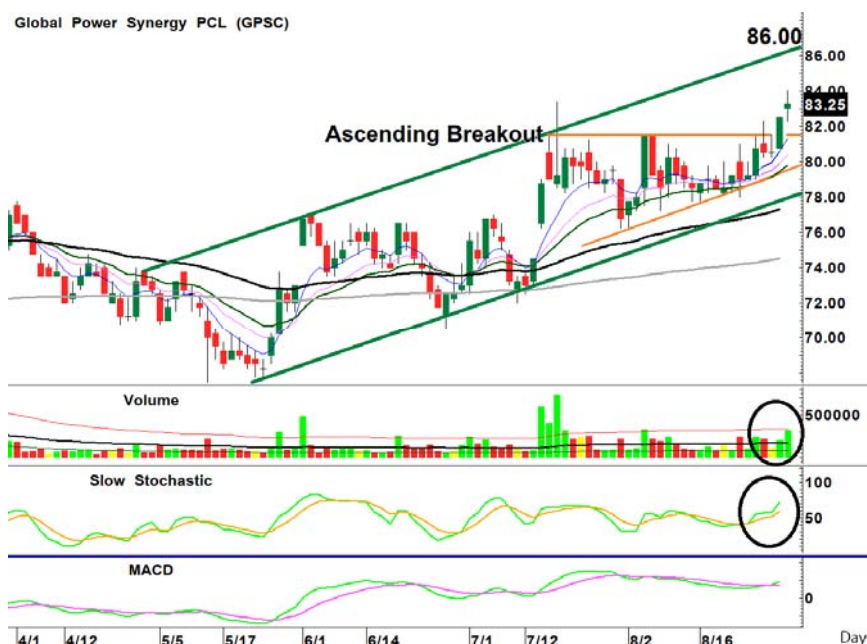 Global Power Synergy PCL (GPSC)
86.00
86.00
84.00
83.25
82.00
Ascending Breakout
80.00
78.00
76.00
74.00
72.00
70.00
Volume
500000
Slow Stochastic
100
50
MACD
0
4/1 4/12 5/5 5/17 6/1 6/14 7/1 7/12 8/2 8/16 Day